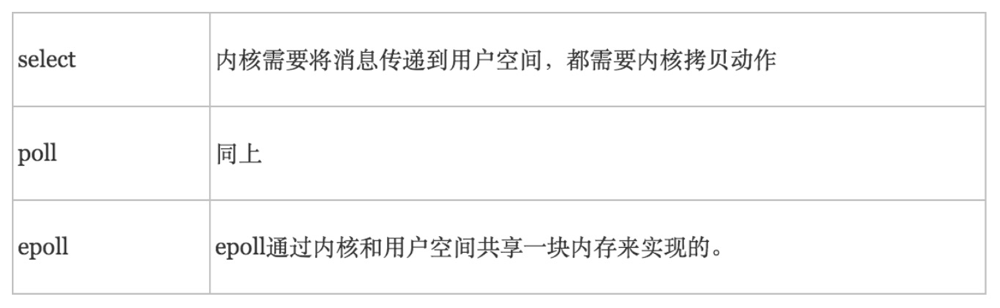 select 内核需要将消息传递到用户空间，都需要内核拷贝动作
poll 同上
epoll epoll通过内核和用户空间共享一块内存来实现的。